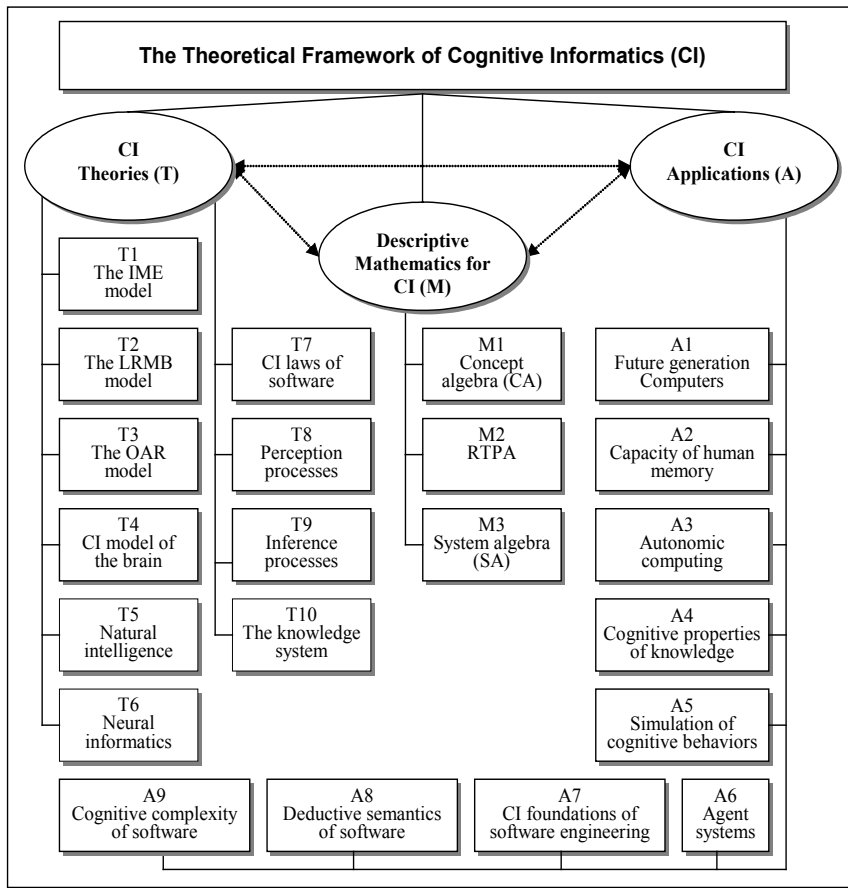 The Theoretical Framework of Cognitive Informatics (CI)
CI
Theories (T)
CI
Applications (A)
Descriptive
Mathematics for
CI (M)
T1
The IME
model
T2
The LRMB
model
T3
The OAR
model
T4
CI model of
the brain
T5
Natural
intelligence
T6
Neural
informatics
T7
CI laws of
software
T8
Perception
processes
T9
Inference
processes
T10
The knowledge
system
M1
Concept
algebra (CA)
M2
RTPA
M3
System algebra
(SA)
A1
Future generation
Computers
A2
Capacity of human
memory
A3
Autonomic
computing
A4
Cognitive properties
of knowledge
A5
Simulation of
cognitive behaviors
A9
Cognitive complexity
of software
A8
Deductive semantics
of software
A7
CI foundations of
software engineering
A6
Agent
systems